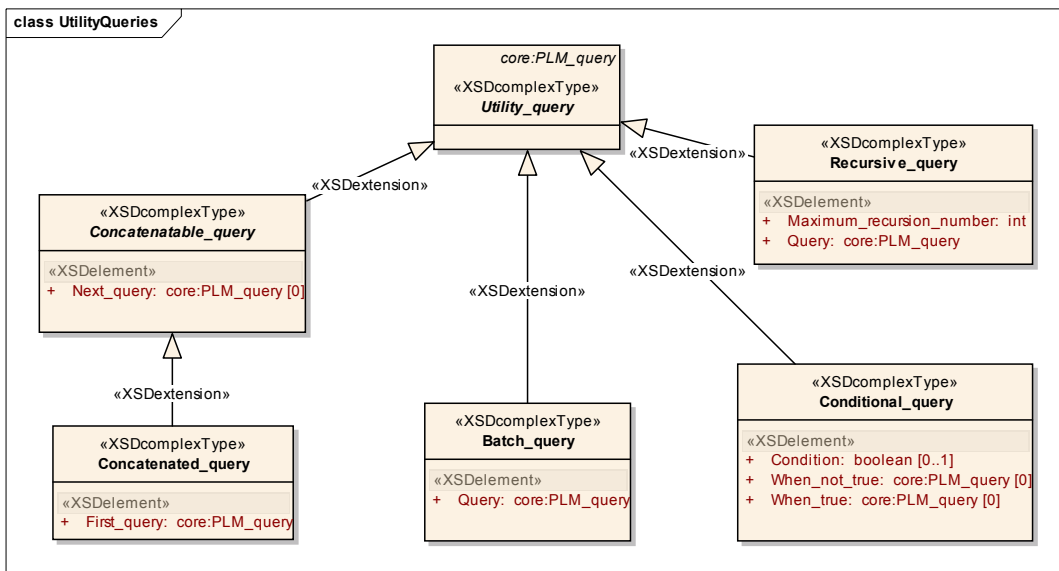 class UtilityQueries
core:PLM_query
«XSDcomplexType»
Utility_query
«XSDcomplexType»
Recursive_query
«XSDelement»
+ Maximum_recursion_number: int
+ Query: core:PLM_query
«XSDextension»
«XSDextension»
«XSDcomplexType»
Concatenatable_query
«XSDelement»
+ Next_query: core:PLM_query [0]
«XSDextension»
«XSDextension»
«XSDextension»
«XSDcomplexType»
Concatenated_query
«XSDelement»
+ First_query: core:PLM_query
«XSDcomplexType»
Batch_query
«XSDelement»
+ Query: core:PLM_query
«XSDcomplexType»
Conditional_query
«XSDelement»
+ Condition: boolean [0..1]
+ When_not_true: core:PLM_query [0]
+ When_true: core:PLM_query [0]